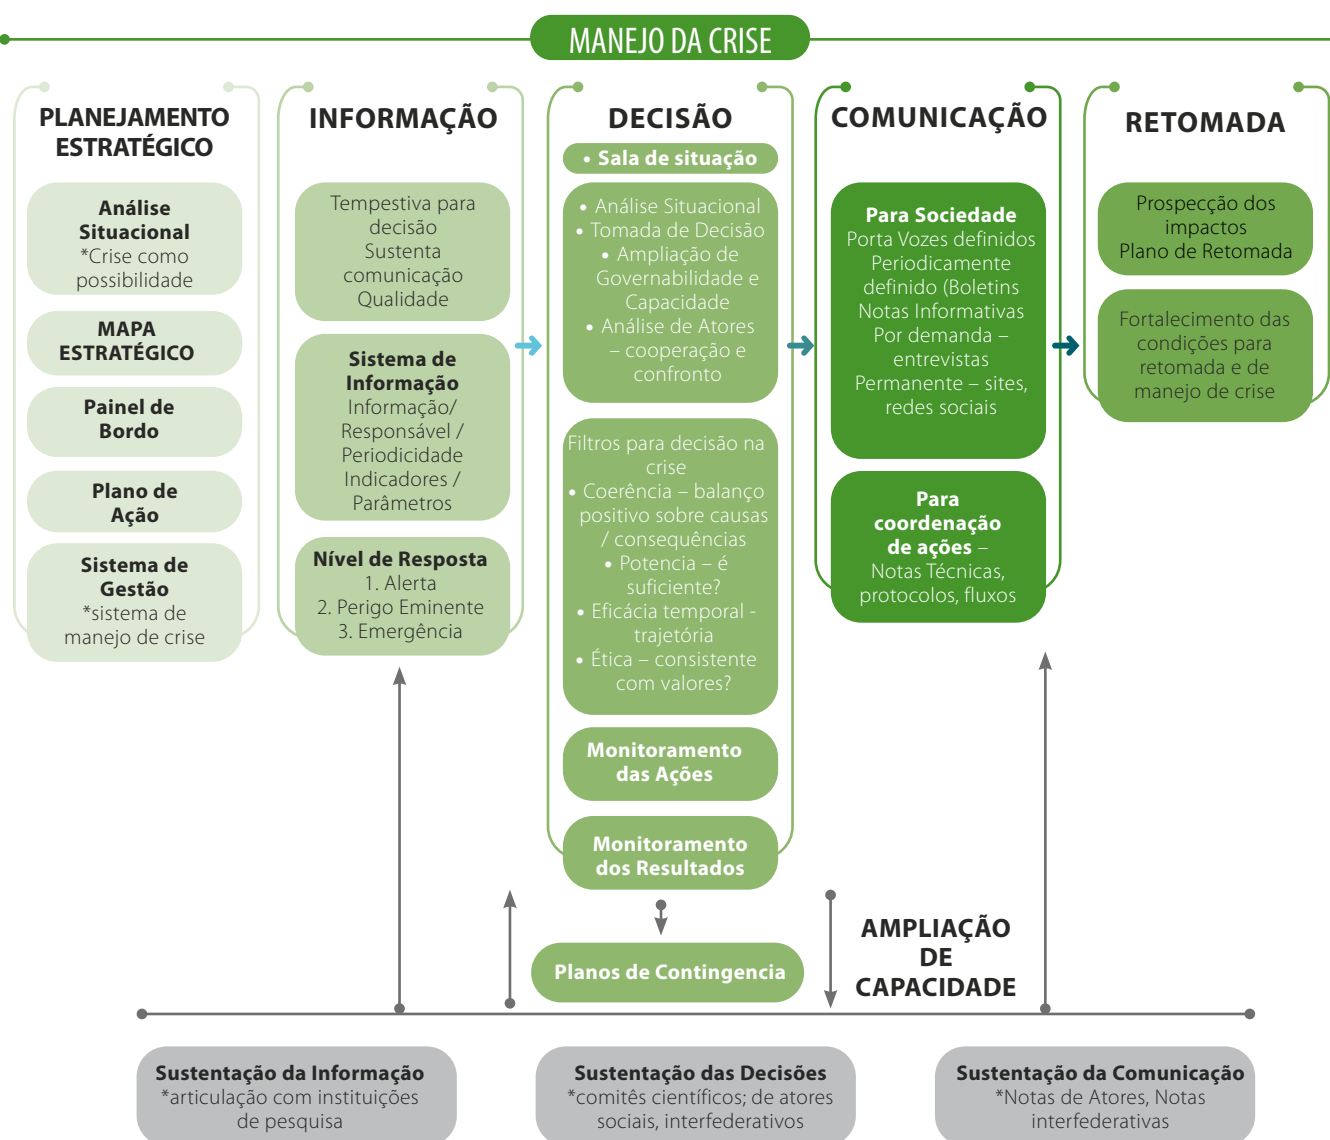 MANEJO DA CRISE
PLANEJAMENTO
ESTRATÉGICO
Análise
Situacional
*Crise como
possibilidade
MAPA
ESTRATÉGICO
Painel de
Bordo
Plano de
Ação
Sistema de
Gestão
*sistema de
manejo de crise
INFORMAÇÃO
Tempestiva para
decisão
Sustenta
comunicação
Qualidade
Sistema de
Informação
Informação/
Responsável /
Periodicidade
Indicadores /
Parâmetros
Nível de Resposta
1. Alerta
2. Perigo Eminente
3. Emergência
DECISÃO
• Sala de situação
• Análise Situacional
• Tomada de Decisão
• Ampliação de
Governabilidade e
Capacidade
• Análise de Atores
– cooperação e
confronto
Filtros para decisão na
crise
• Coerência – balanço
positivo sobre causas
/ consequências
• Potencia – é
suficiente?
• Eficácia temporal -
trajetória
• Ética – consistente
com valores?
Monitoramento
das Ações
Monitoramento
dos Resultados
Planos de Contingencia
COMUNICAÇÃO
Para Sociedade
Porta Vozes definidos
Periodicamente
definido (Boletins
Notas Informativas
Por demanda –
entrevistas
Permanente – sites,
redes sociais
Para
coordenação
de ações –
Notas Técnicas,
protocolos, fluxos
RETOMADA
Prospecção dos
impactos
Plano de Retomada
Fortalecimento das
condições para
retomada e de
manejo de crise
AMPLIAÇÃO
DE
CAPACIDADE
Sustentação da Informação
*articulação com instituições
de pesquisa
Sustentação das Decisões
*comitês científicos; de atores
sociais, interfederativos
Sustentação da Comunicação
*Notas de Atores, Notas
interfederativas